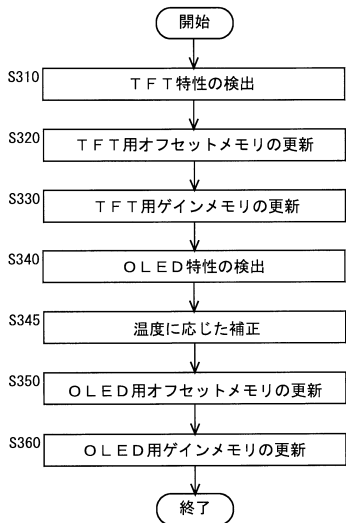 開始
S310
ＴＦＴ特性の検出
S320
ＴＦＴ用オフセットメモリの更新
S330
ＴＦＴ用ゲインメモリの更新
S340
ＯＬＥＤ特性の検出
S345
温度に応じた補正
S350
ＯＬＥＤ用オフセットメモリの更新
S360
ＯＬＥＤ用ゲインメモリの更新
終了